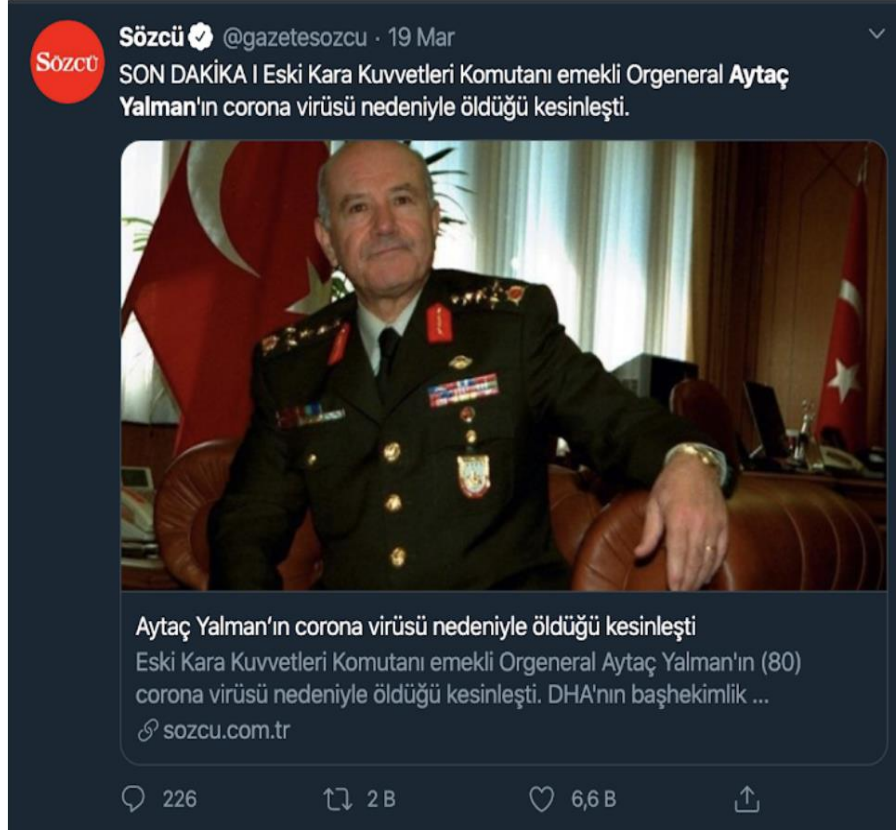 Sözcü @gazetesozcu · 19 Mar
SÖZCÜ
SON DAKİKA I Eski Kara Kuvvetleri Komutanı emekli Orgeneral Aytaç
Yalman'ın corona virüsü nedeniyle öldüğü kesinleşti.
Aytaç Yalman’ın corona virüsü nedeniyle öldüğü kesinleşti
Eski Kara Kuvvetleri Komutanı emekli Orgeneral Aytaç Yalman'ın (80)
corona virüsü nedeniyle öldüğü kesinleşti. DHA'nın başhekimlik ...
sozcu.com.tr
226 2 B 6,6 B